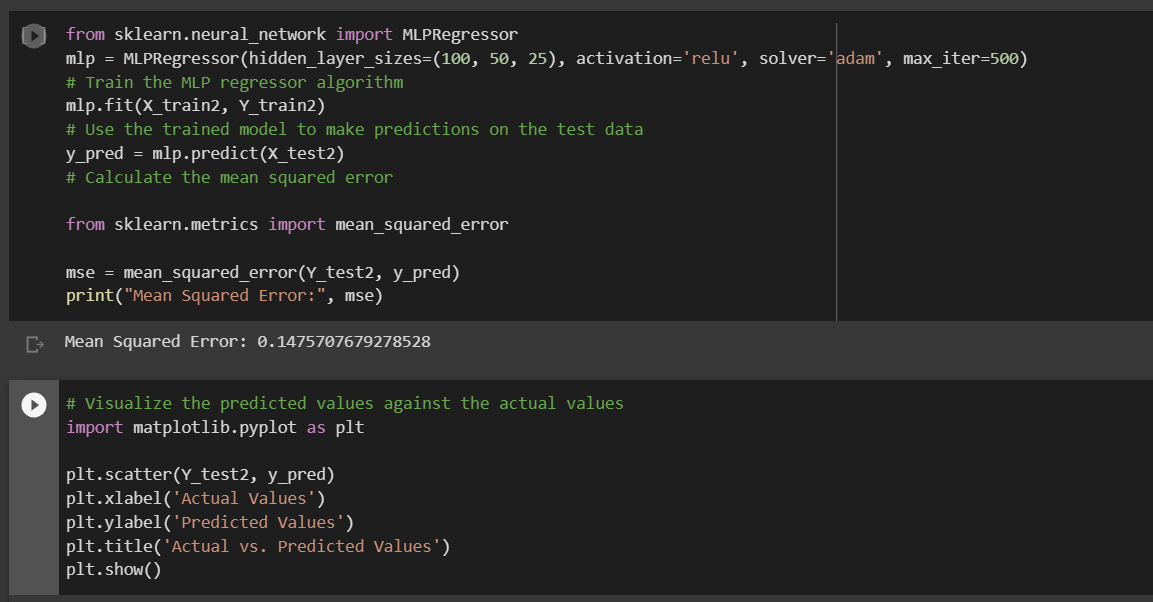 from sklearn.neural_network import MLPRegressor
mlp = MLPRegressor(hidden_layer_sizes=(100, 50, 25), activation='relu', solver='adam', max_iter=500)
# Train the MLP regressor algorithm
mlp.fit(X_train2, Y_train2)
# Use the trained model to make predictions on the test data
y_pred = mlp.predict(X_test2)
# Calculate the mean squared error
from sklearn.metrics import mean_squared_error
mse = mean_squared_error(Y_test2, y_pred)
print("Mean Squared Error:", mse)
Mean Squared Error: 0.1475707679278528
# Visualize the predicted values against the actual values
import matplotlib.pyplot as plt
plt.scatter(Y_test2, y_pred)
plt.xlabel('Actual Values')
plt.ylabel('Predicted Values')
plt.title('Actual vs. Predicted Values')
plt.show()